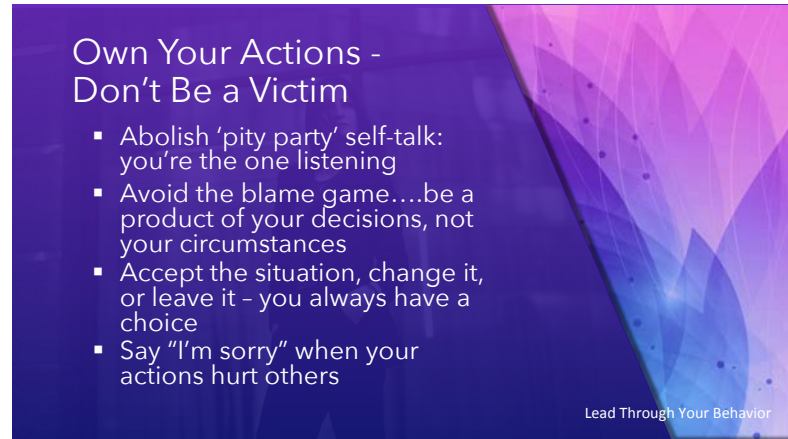 Own Your Actions -
Don’t Be a Victim
▪ Abolish ‘pity party’ self-talk:
you’re the one listening
▪ Avoid the blame game….be a
product of your decisions, not
your circumstances
▪ Accept the situation, change it,
or leave it – you always have a
choice
▪ Say “I’m sorry” when your
actions hurt others
Lead Through Your Behavior